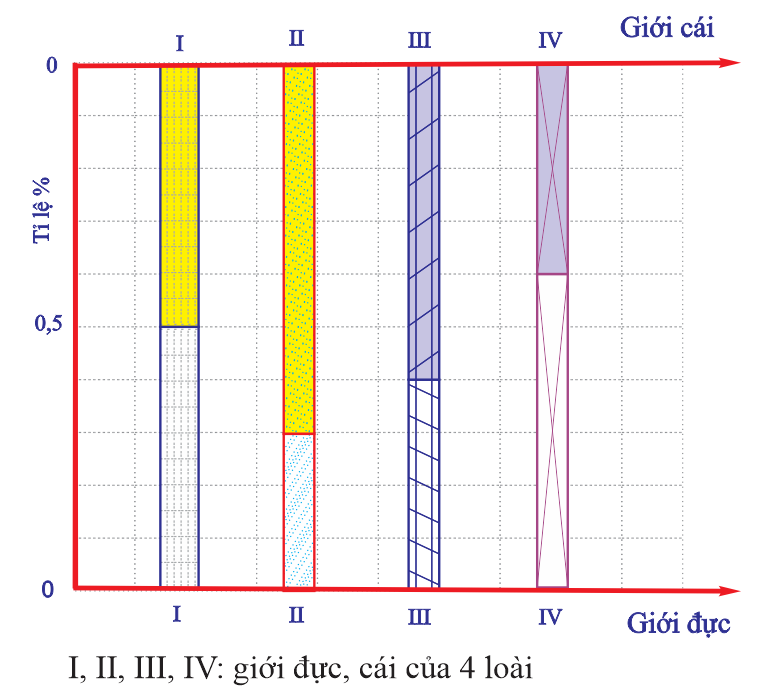 Giới cái
I II III IV
0
Tỉ lệ %
0,5
0
I II III IV
Giới đực
I, II, III, IV: giới đực, cái của 4 loài